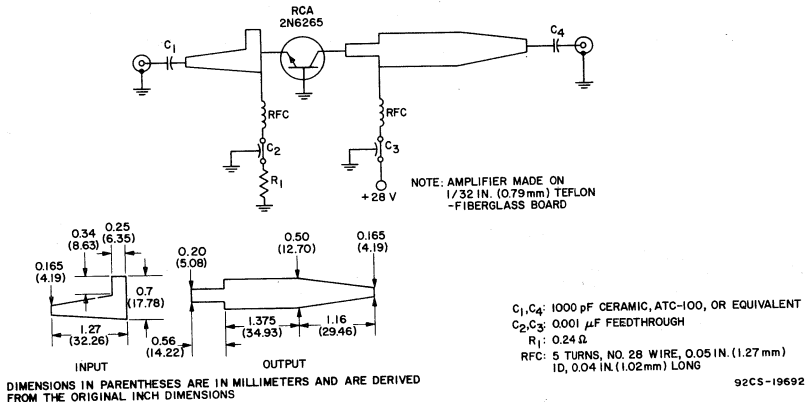 RCA
2N6265
C1
C4
RFC
RFC
C2
C3
R1
+28 V
NOTE: AMPLIFIER MADE ON
1/32 IN. (0.79mm) TEFLON
-FIBERGLASS BOARD
0.34
(8.63)
0.25
(6.35)
0.165
(4.19)
0.7
(17.78)
1.27
(32.26)
INPUT
0.20
(5.08)
0.50
(12.70)
0.165
(4.19)
0.56
(14.22)
1.375
(34.93)
1.16
(29.46)
OUTPUT
DIMENSIONS IN PARENTHESES ARE IN MILLIMETERS AND ARE DERIVED
FROM THE ORIGINAL INCH DIMENSIONS
C1,C4: 1000 pF CERAMIC, ATC-100, OR EQUIVALENT
C2,C3: 0.001 μF FEEDTHROUGH
R1: 0.24 Ω
RFC: 5 TURNS, NO. 28 WIRE, 0.05 IN. (1.27 mm)
ID, 0.04 IN. (1.02mm) LONG
92CS-19692